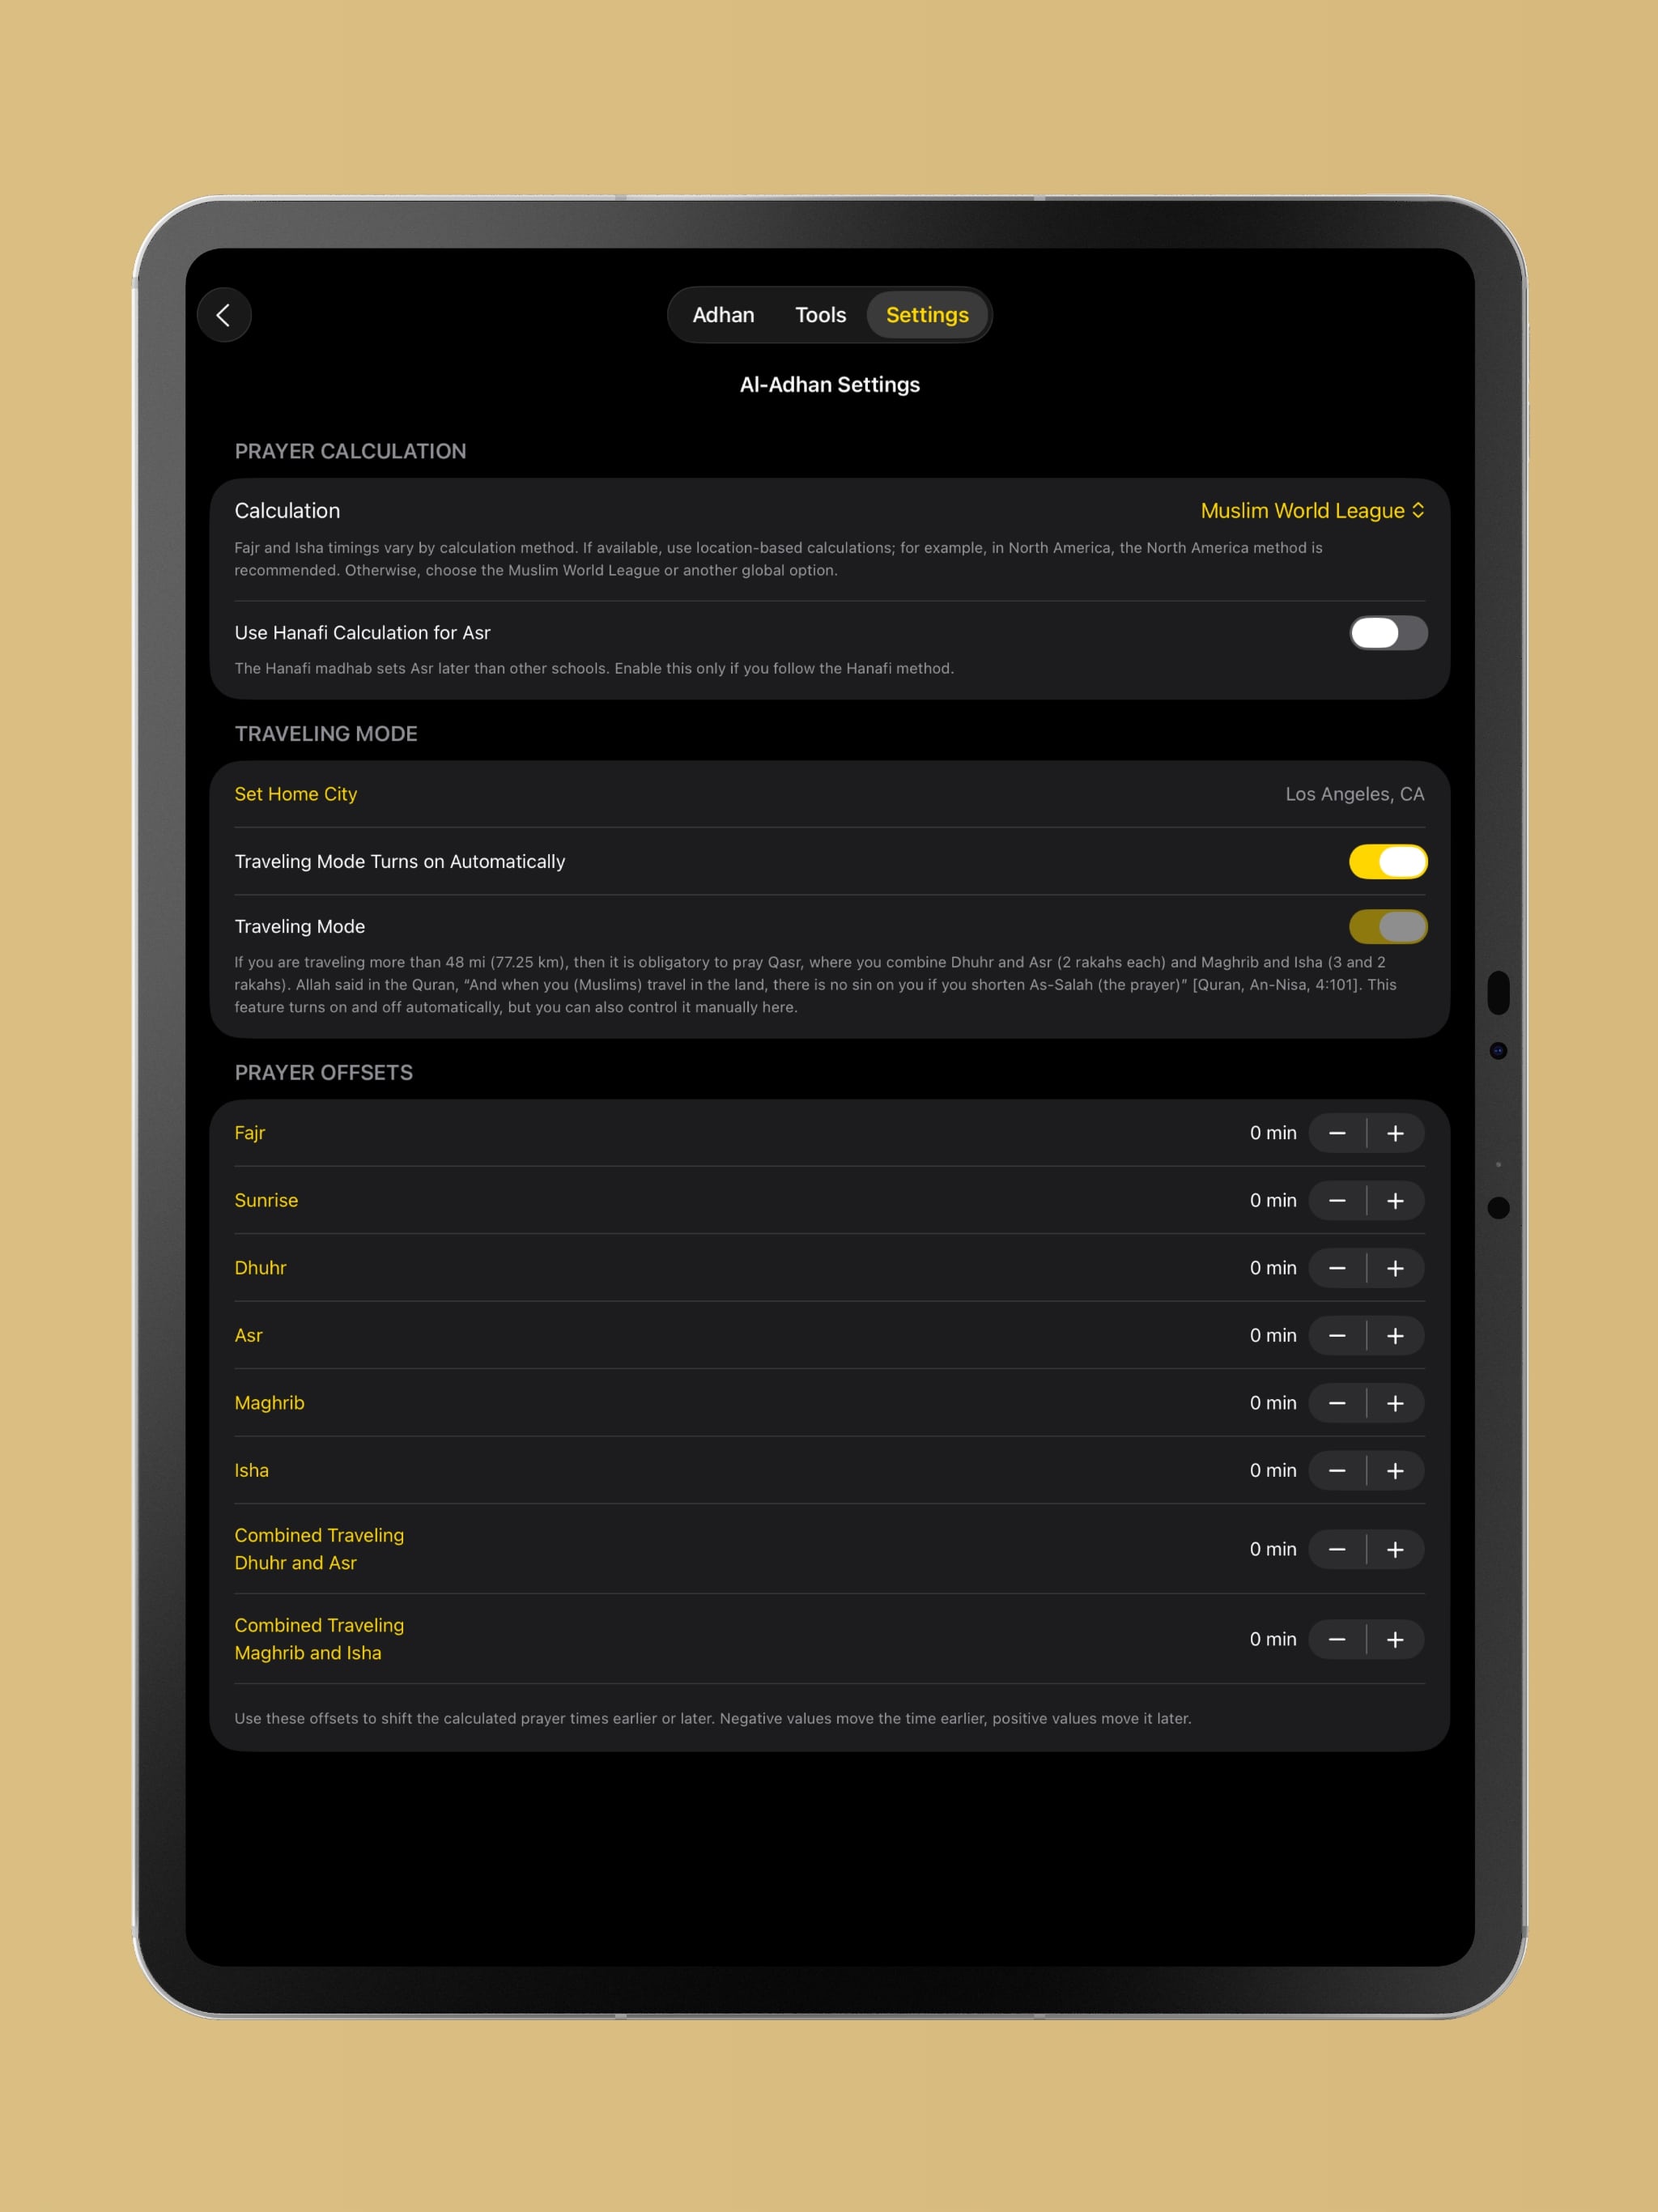 Adhan
Tools
Settings
Al-Adhan Settings
PRAYER CALCULATION
Calculation
Muslim World League
Fajr and Isha timings vary by calculation method. If available, use location-based calculations; for example, in North America, the North America method is
recommended. Otherwise, choose the Muslim World League or another global option.
Use Hanafi Calculation for Asr
The Hanafi madhab sets Asr later than other schools. Enable this only if you follow the Hanafi method.
TRAVELING MODE
Set Home City
Los Angeles, CA
Traveling Mode Turns on Automatically
Traveling Mode
If you are traveling more than 48 mi (77.25 km), then it is obligatory to pray Qasr, where you combine Dhuhr and Asr (2 rakahs each) and Maghrib and Isha (3 and 2
rakahs). Allah said in the Quran, “And when you (Muslims) travel in the land, there is no sin on you if you shorten As-Salah (the prayer)” [Quran, An-Nisa, 4:101]. This
feature turns on and off automatically, but you can also control it manually here.
PRAYER OFFSETS
Fajr
0 min
Sunrise
0 min
Dhuhr
0 min
Asr
0 min
Maghrib
0 min
Isha
0 min
Combined Traveling
Dhuhr and Asr
0 min
Combined Traveling
Maghrib and Isha
0 min
Use these offsets to shift the calculated prayer times earlier or later. Negative values move the time earlier, positive values move it later.